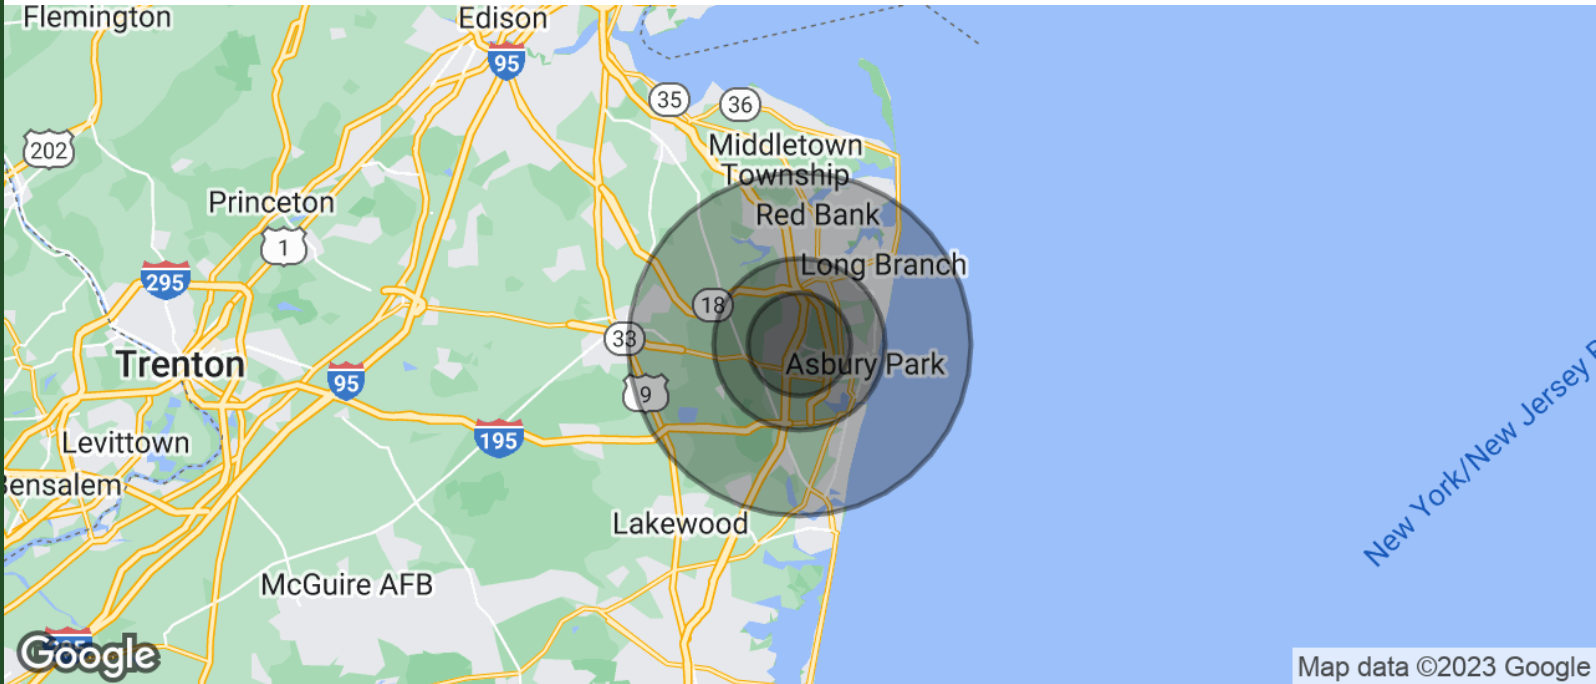 Flemington
Edison
95
35
36
202
Middletown
Township
Princeton
Red Bank
1
Long Branch
295
18
33
Trenton
Asbury Park
95
9
195
Levittown
Bensalem
New York/New Jersey
Lakewood
McGuire AFB
Google
Map data ©2023 Google